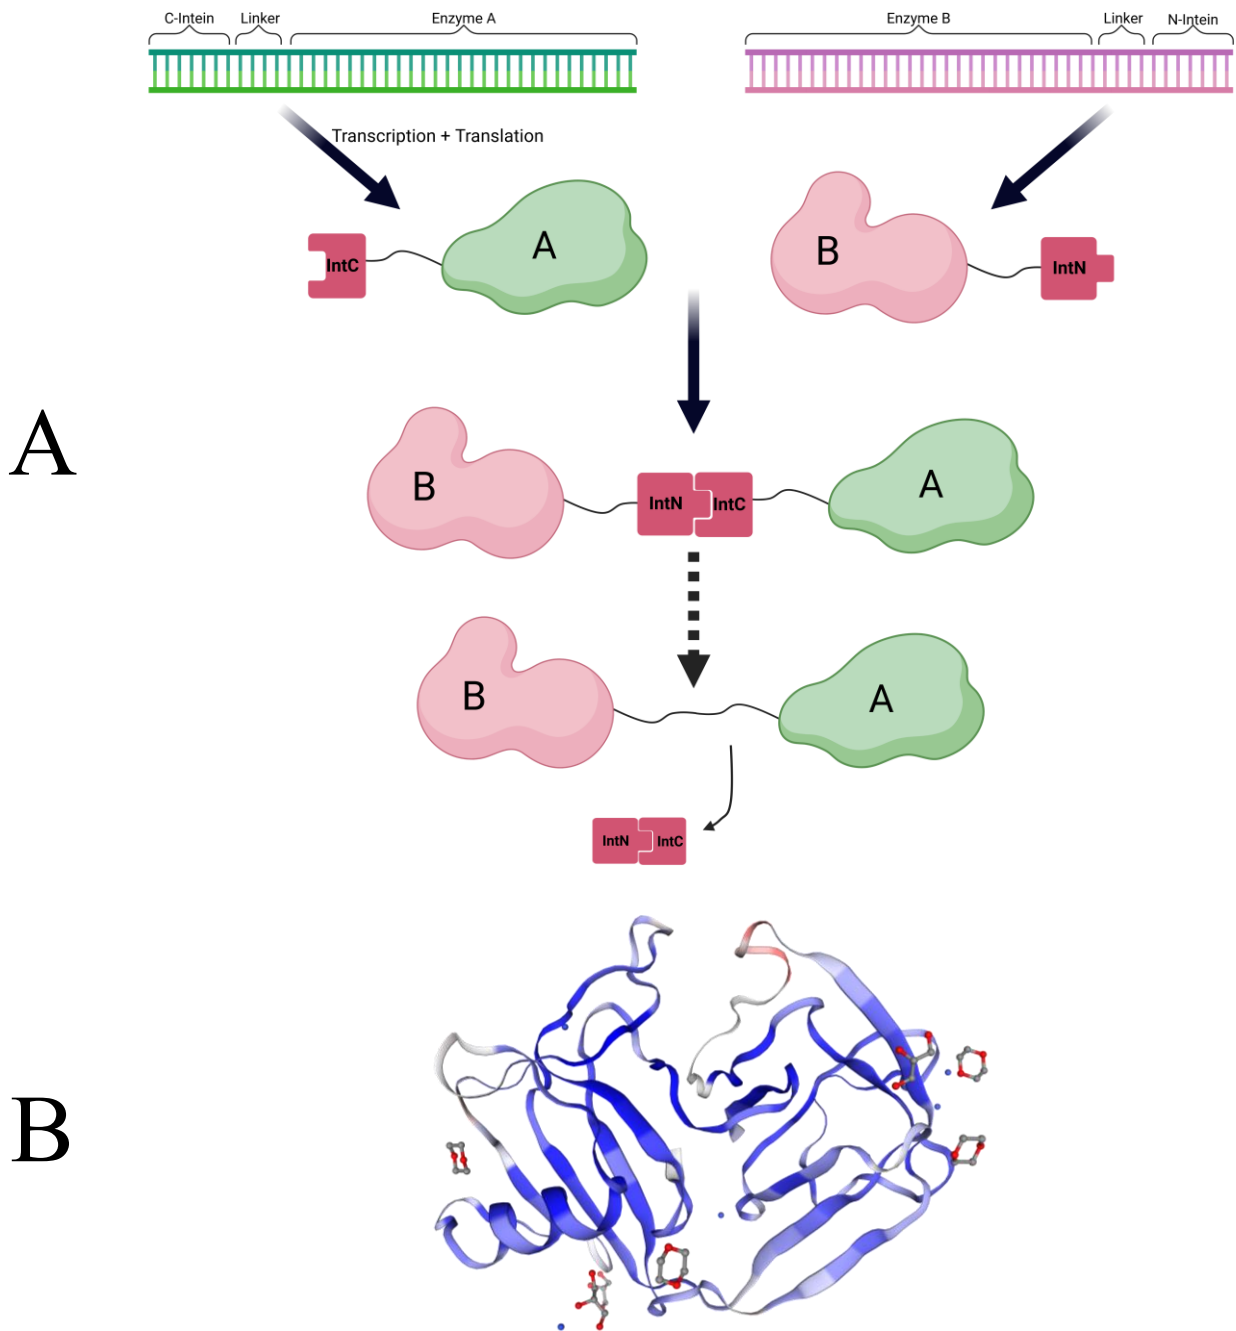 C-Intein Linker Enzyme A Enzyme B Linker N-Intein
Transcription + Translation
IntC A B IntN
A
B IntN IntC A
B A
IntN IntC
B